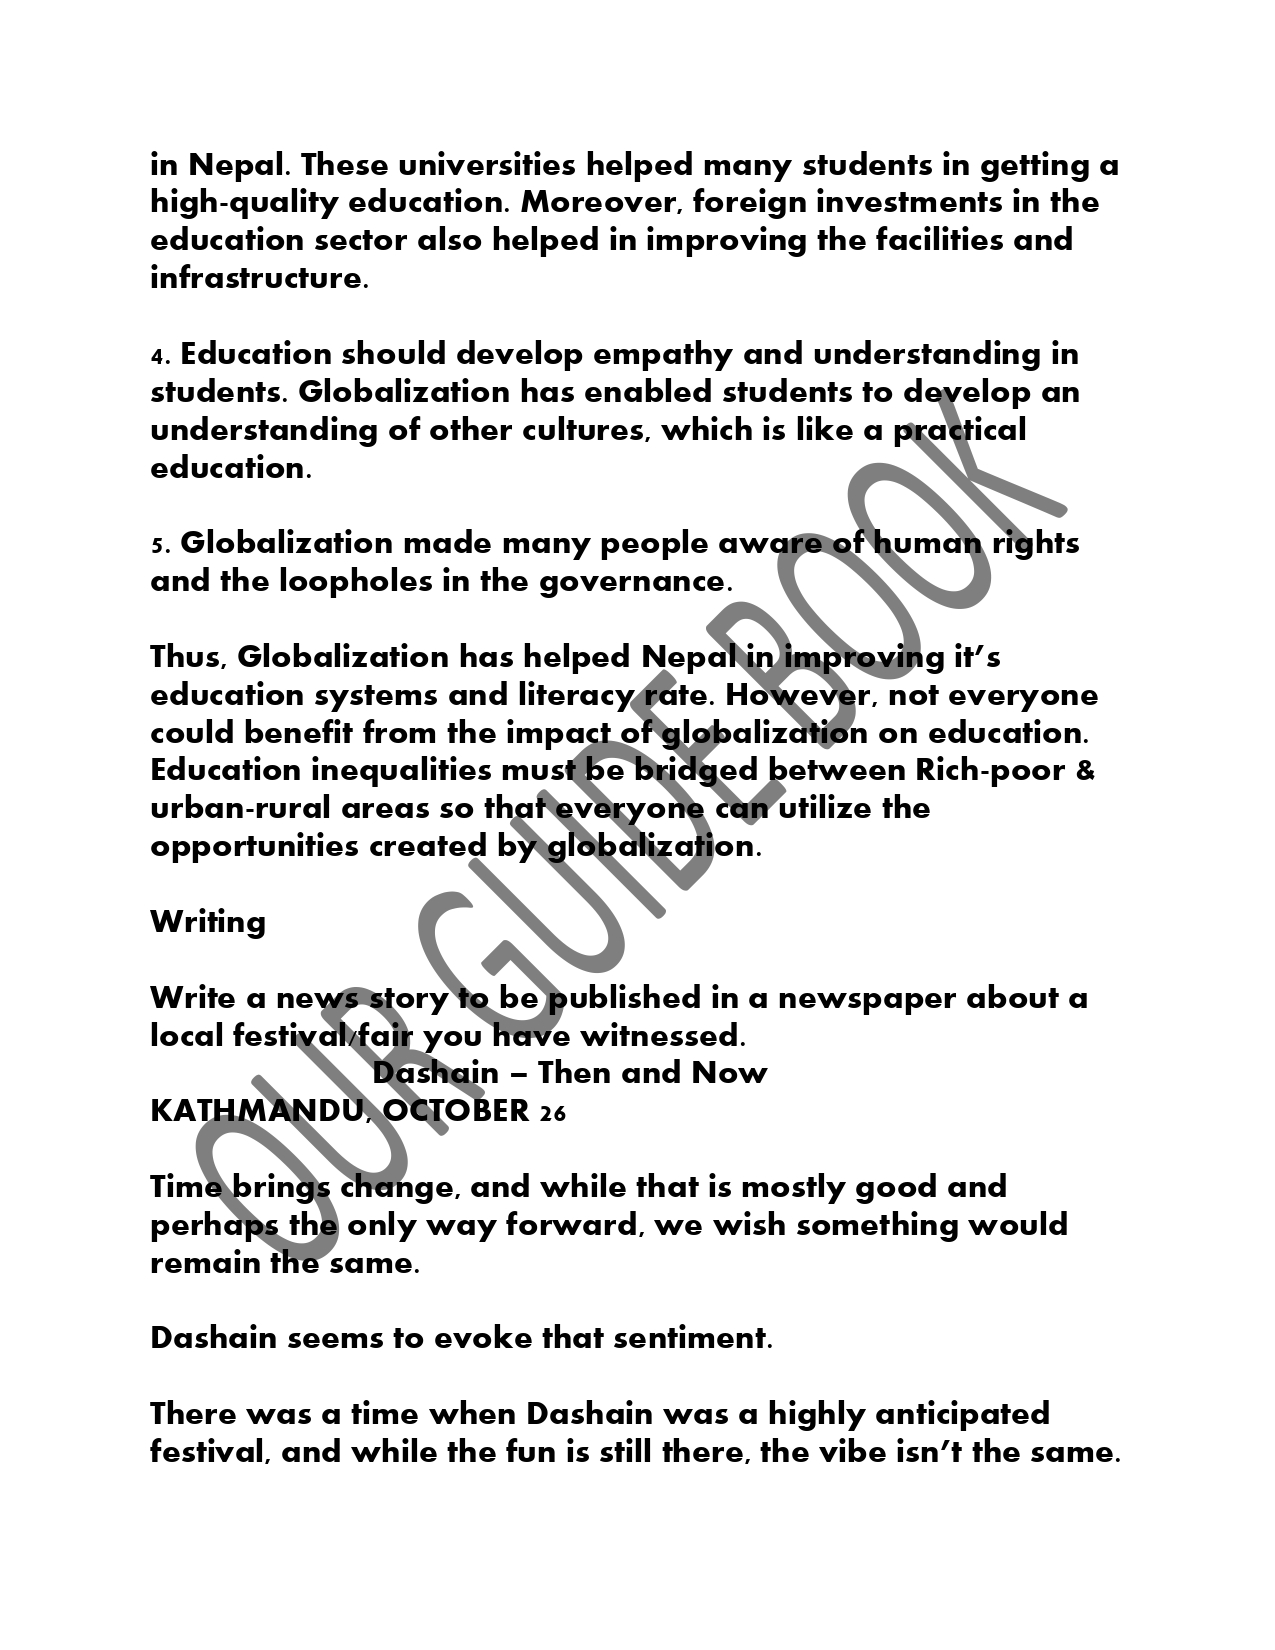 in Nepal. These universities helped many students in getting a
high-quality education. Moreover, foreign investments in the
education sector also helped in improving the facilities and
infrastructure.
4. Education should develop empathy and understanding in
students. Globalization has enabled students to develop an
understanding of other cultures, which is like a practical
education.
5. Globalization made many people aware of human rights
and the loopholes in the governance.
Thus, Globalization has helped Nepal in improving it’s
education systems and literacy rate. However, not everyone
could benefit from the impact of globalization on education.
Education inequalities must be bridged between Rich-poor &
urban-rural areas so that everyone can utilize the
opportunities created by globalization.
Writing
Write a news story to be published in a newspaper about a
local festival/fair you have witnessed.
Dashain – Then and Now
KATHMANDU, OCTOBER 26
Time brings change, and while that is mostly good and
perhaps the only way forward, we wish something would
remain the same.
Dashain seems to evoke that sentiment.
There was a time when Dashain was a highly anticipated
festival, and while the fun is still there, the vibe isn’t the same.
OUR GUIDE BOOK